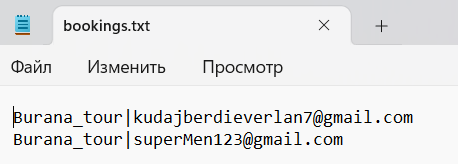 bookings.txt
Файл Изменить Просмотр
Burana_tour|kudajberdieverlan7@gmail.com
Burana_tour|superMen123@gmail.com